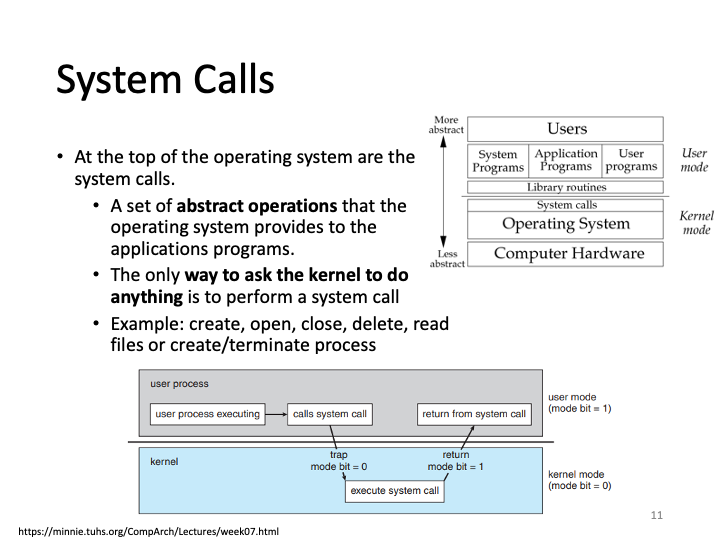 System Calls
• At the top of the operating system are the
system calls.
• A set of abstract operations that the
operating system provides to the
applications programs.
• The only way to ask the kernel to do
anything is to perform a system call
• Example: create, open, close, delete, read
files or create/terminate process
More
abstract
Users
System
Programs
Application
Programs
User
programs
User
mode
Library routines
System calls
Operating System
Kernel
mode
Less
abstract
Computer Hardware
user process
user process executing
calls system call
return from system call
user mode
(mode bit = 1)
kernel
trap
mode bit = 0
return
mode bit = 1
execute system call
kernel mode
(mode bit = 0)
11
https://minnie.tuhs.org/CompArch/Lectures/week07.html